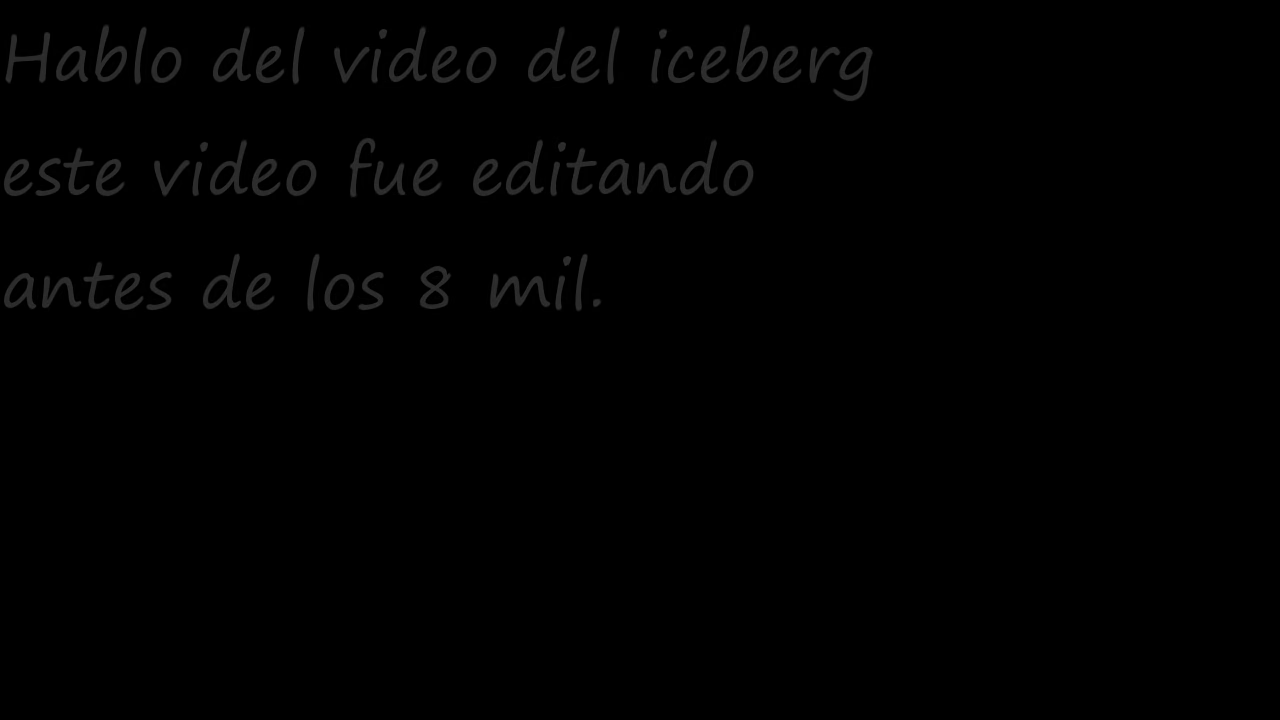 Hablo del video del iceberg
este video fue editando
antes de los 8 mil.